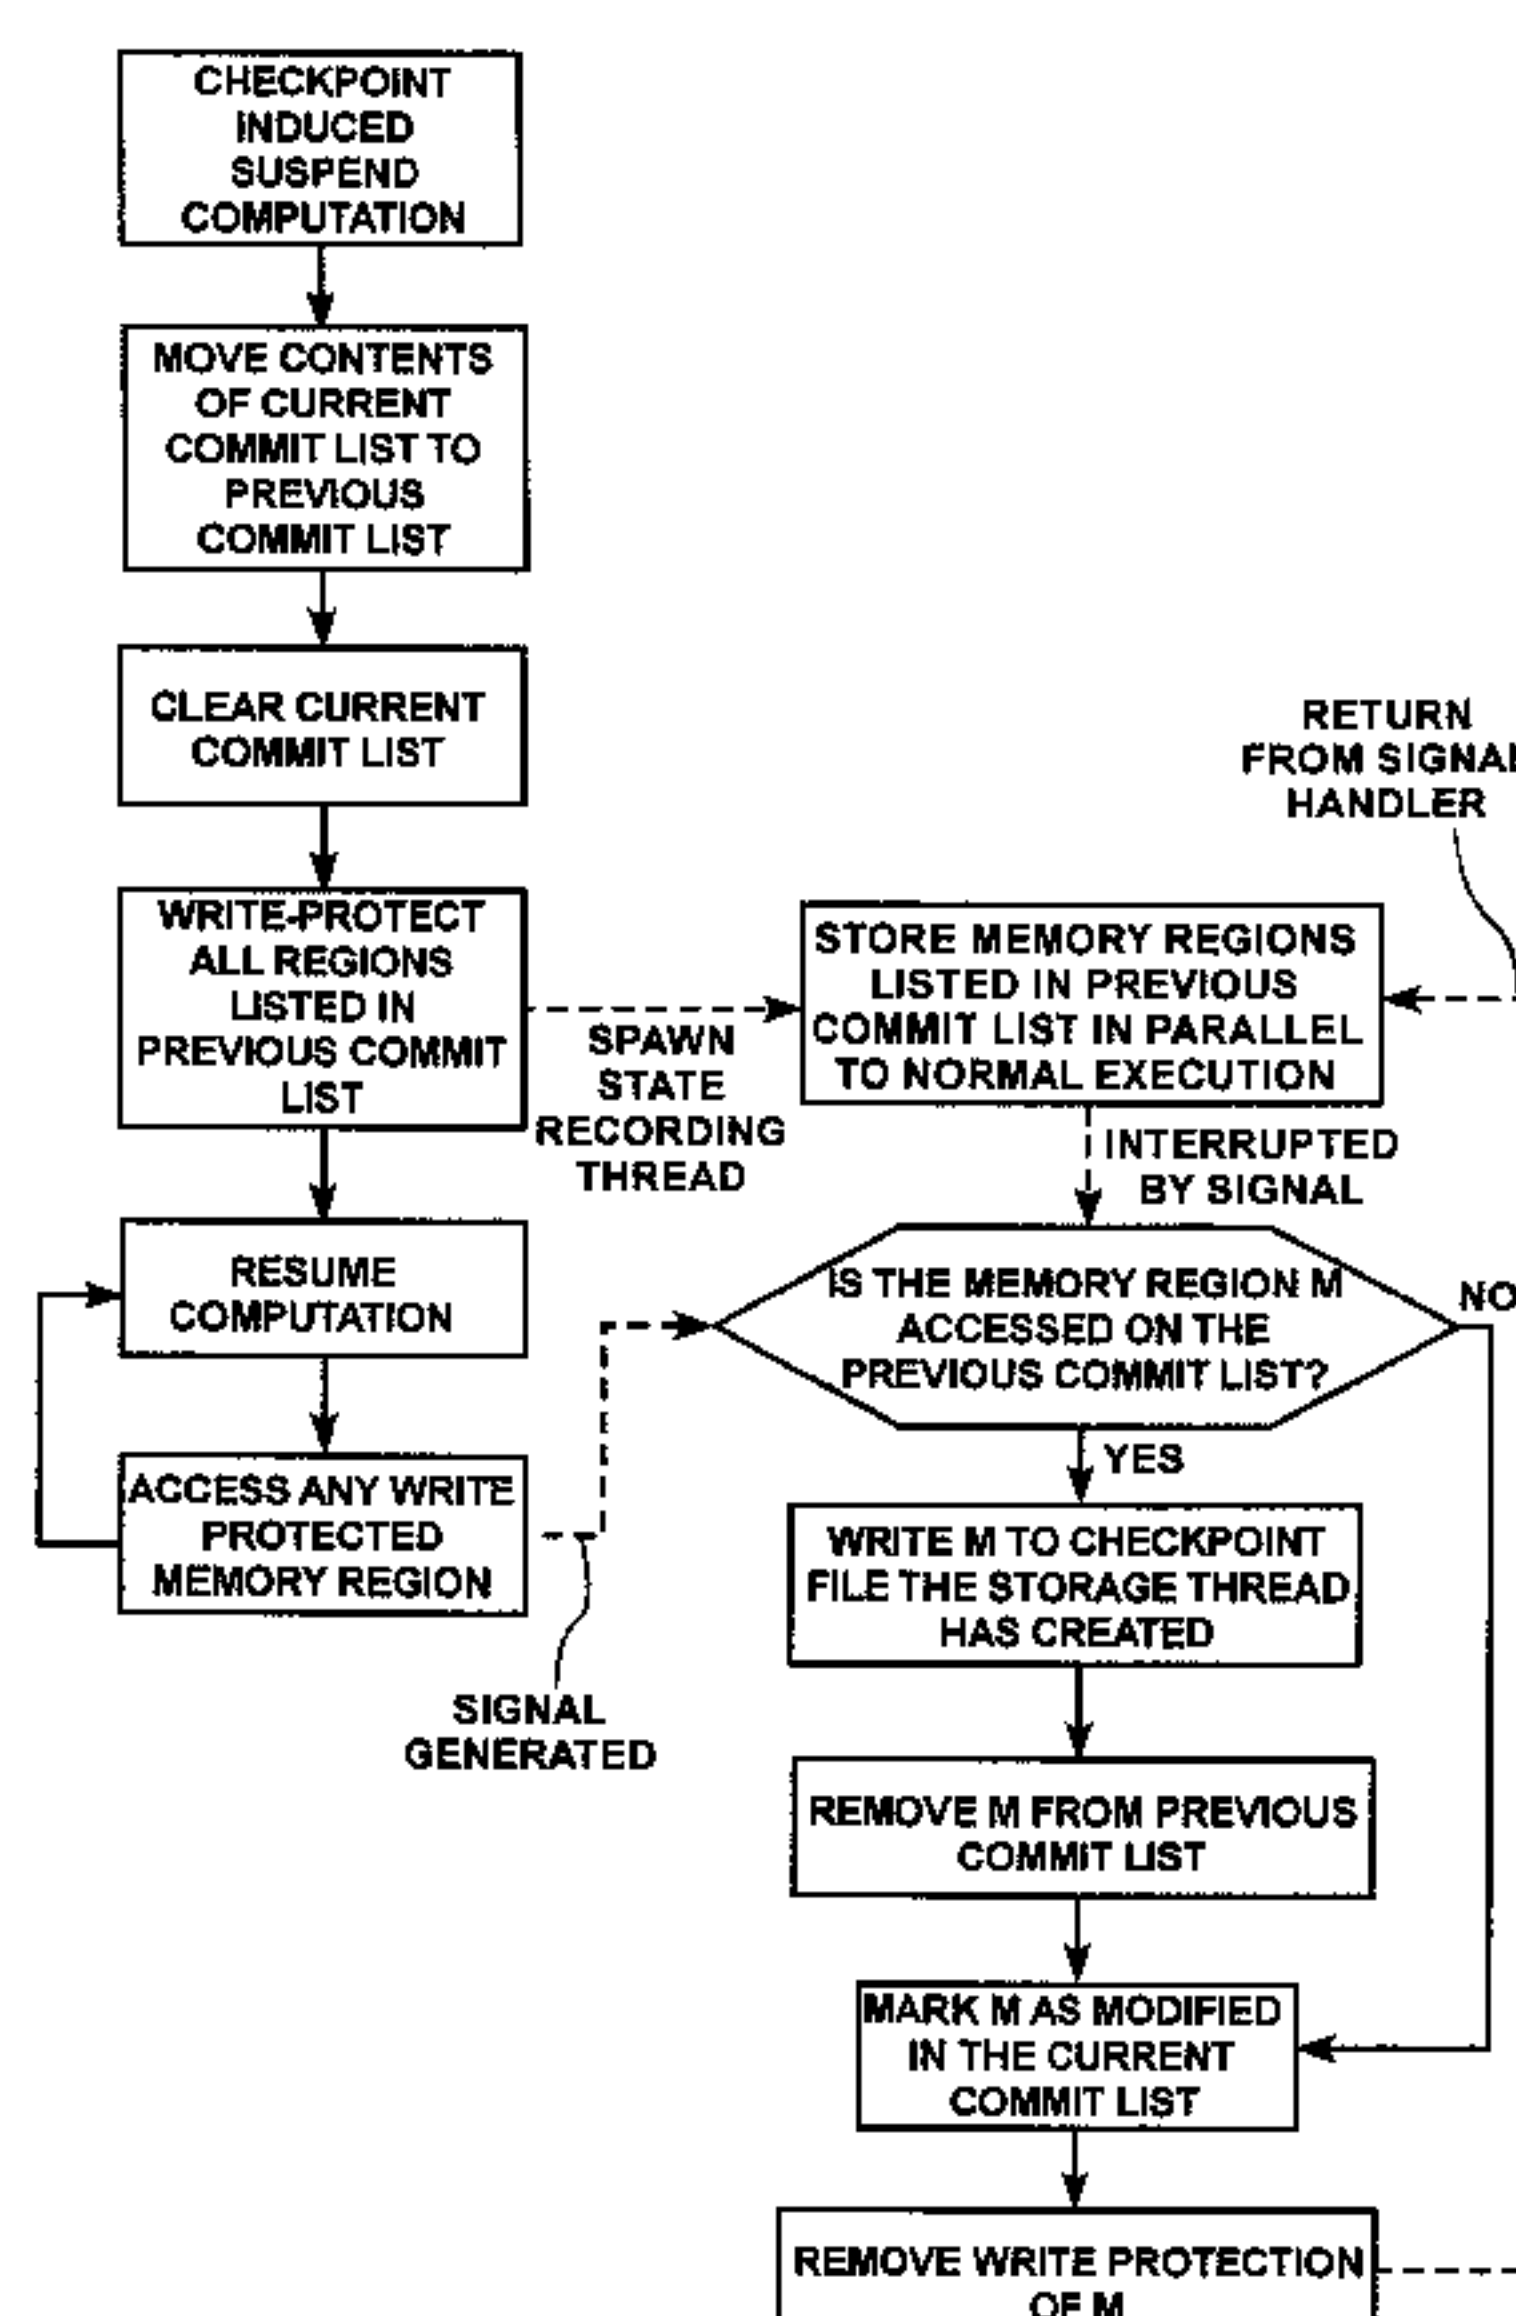 CHECKPOINT
INDUCED
SUSPEND
COMPUTATION
MOVE CONTENTS
OF CURRENT
COMMIT LIST TO
PREVIOUS
COMMIT LIST
CLEAR CURRENT
COMMIT LIST
WRITE-PROTECT
ALL REGIONS
LISTED IN
PREVIOUS COMMIT
LIST
RESUME
COMPUTATION
ACCESS ANY WRITE
PROTECTED
MEMORY REGION
SIGNAL
GENERATED
SPAWN
STATE
RECORDING
THREAD
RETURN
FROM SIGNAL
HANDLER
STORE MEMORY REGIONS
LISTED IN PREVIOUS
COMMIT LIST IN PARALLEL
TO NORMAL EXECUTION
INTERRUPTED
BY SIGNAL
IS THE MEMORY REGION M
ACCESSED ON THE
PREVIOUS COMMIT LIST?
NO
YES
WRITE M TO CHECKPOINT
FILE THE STORAGE THREAD
HAS CREATED
REMOVE M FROM PREVIOUS
COMMIT LIST
MARK M AS MODIFIED
IN THE CURRENT
COMMIT LIST
REMOVE WRITE PROTECTION
OF M